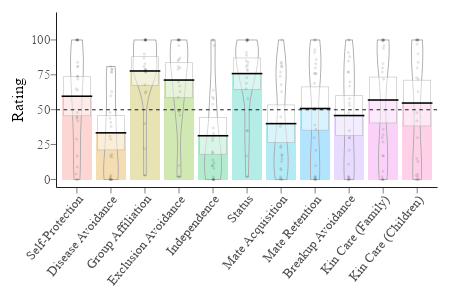 Rating
100
75
50
25
0
Self-Protection
Disease Avoidance
Group Affiliation
Exclusion Avoidance
Independence
Status
Mate Acquisition
Mate Retention
Breakup Avoidance
Kin Care (Family)
Kin Care (Children)